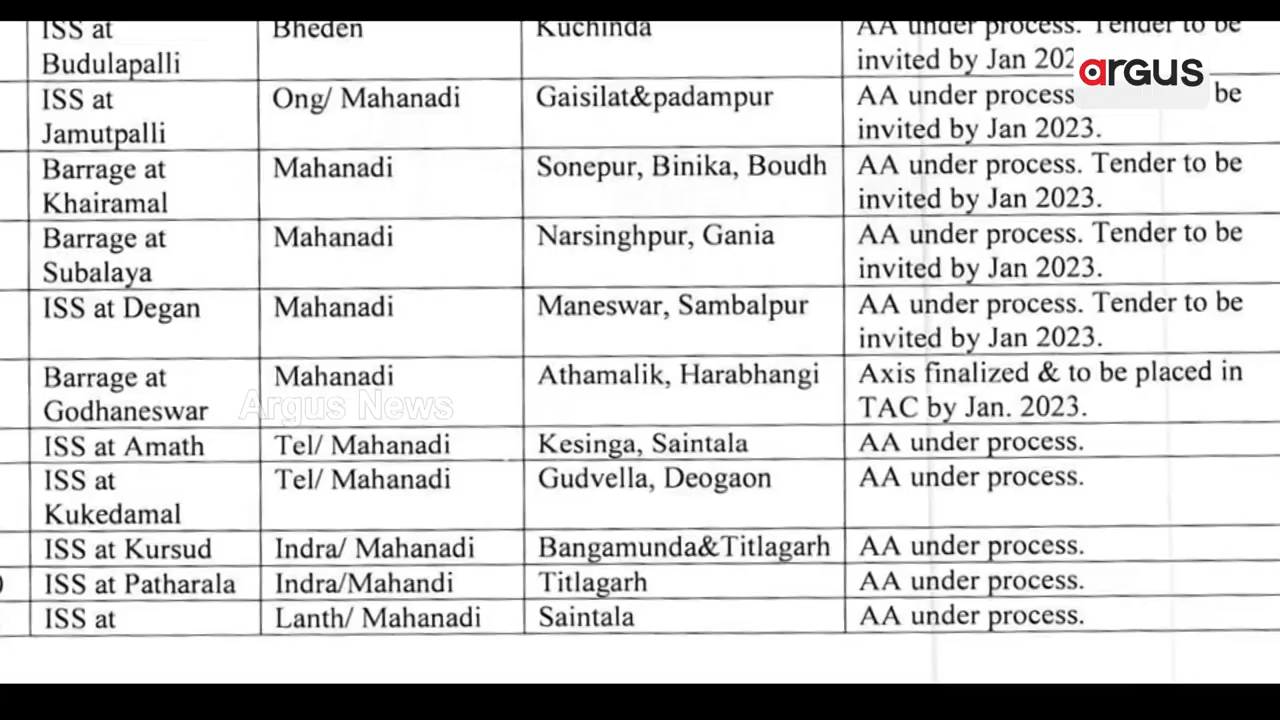 ISS at Bheden Kuchinda AA under process. Tender to be
Budulapalli invited by Jan
argus
ISS at Ong/ Mahanadi Gaisilat&padampur AA under process be
Jamutpalli invited by Jan 2023.
Barrage at Mahanadi Sonepur, Binika, Boudh AA under process. Tender to be
Khairamal invited by Jan 2023.
Barrage at Mahanadi Narsinghpur, Gania AA under process. Tender to be
Subalaya invited by Jan 2023.
ISS at Degan Mahanadi Maneswar, Sambalpur AA under process. Tender to be
invited by Jan 2023.
Barrage at Mahanadi Athamalik, Harabhangi Axis finalized & to be placed in
Godhaneswar TAC by Jan. 2023.
Argus News
ISS at Amath Tel/ Mahanadi Kesinga, Saintala AA under process.
ISS at Tel/ Mahanadi Gudvella, Deogaon AA under process.
Kukedamal
ISS at Kursud Indra/ Mahanadi Bangamunda&Titlagarh AA under process.
ISS at Patharala Indra/Mahandi Titlagarh AA under process.
ISS at Lanth/ Mahanadi Saintala AA under process.